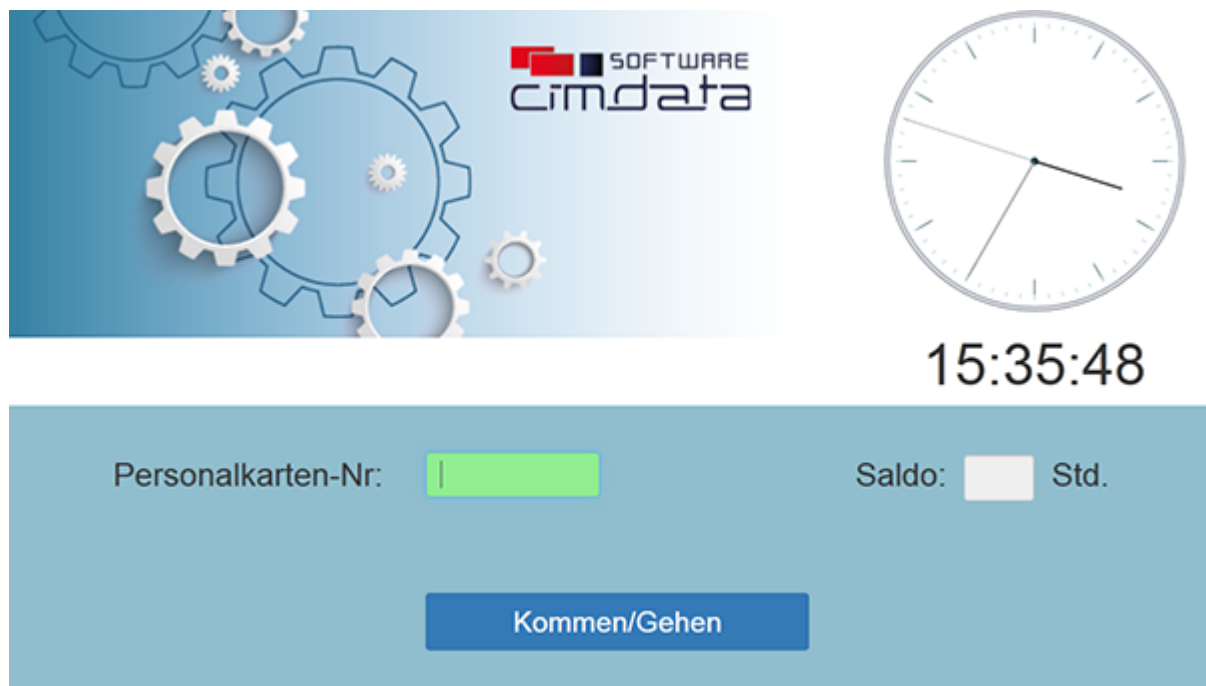 SOFTWARE
cimdata
15:35:48
Personalkarten-Nr:
Saldo: Std.
Kommen/Gehen